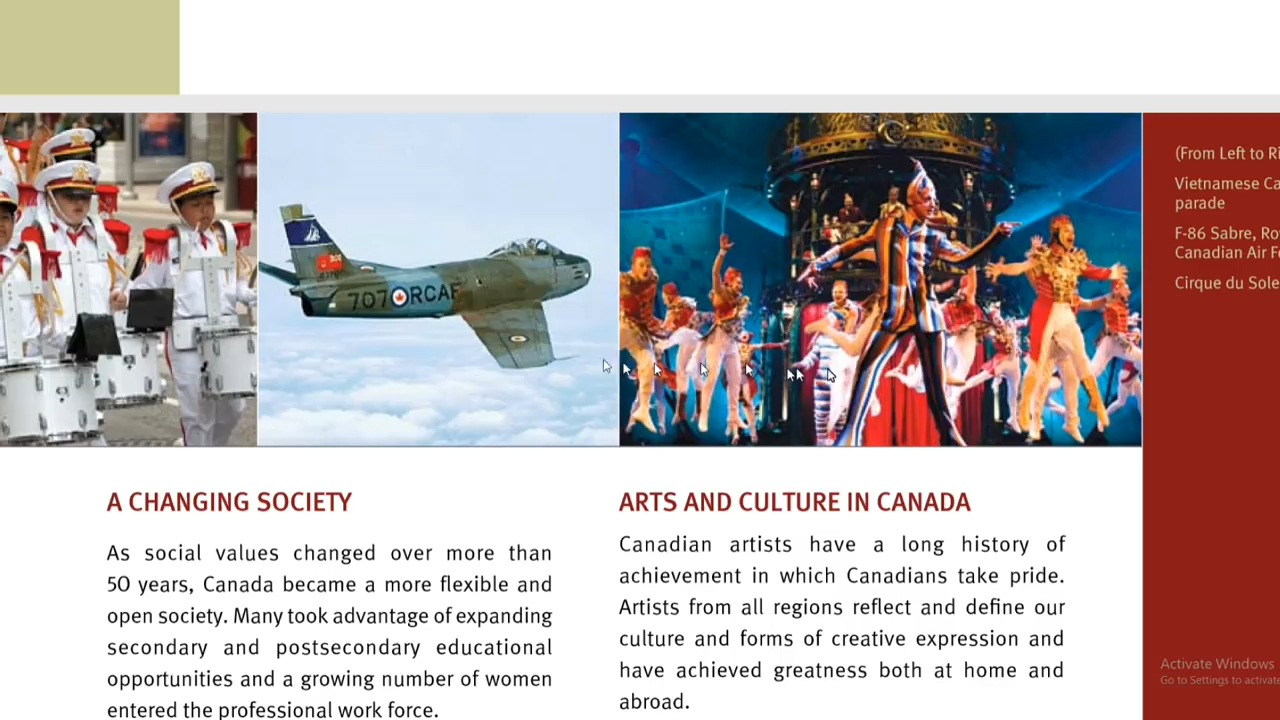 707 RCAF
(From Left to
Vietnamese
parade
F-86 Sabre,
Canadian Air
Cirque du
A CHANGING SOCIETY
As social values changed over more than
50 years, Canada became a more flexible and
open society. Many took advantage of expanding
secondary and postsecondary educational
opportunities and a growing number of women
entered the professional work force.
ARTS AND CULTURE IN CANADA
Canadian artists have a long history of
achievement in which Canadians take pride.
Artists from all regions reflect and define our
culture and forms of creative expression and
have achieved greatness both at home and
abroad.
Activate Windows
Go to Settings to